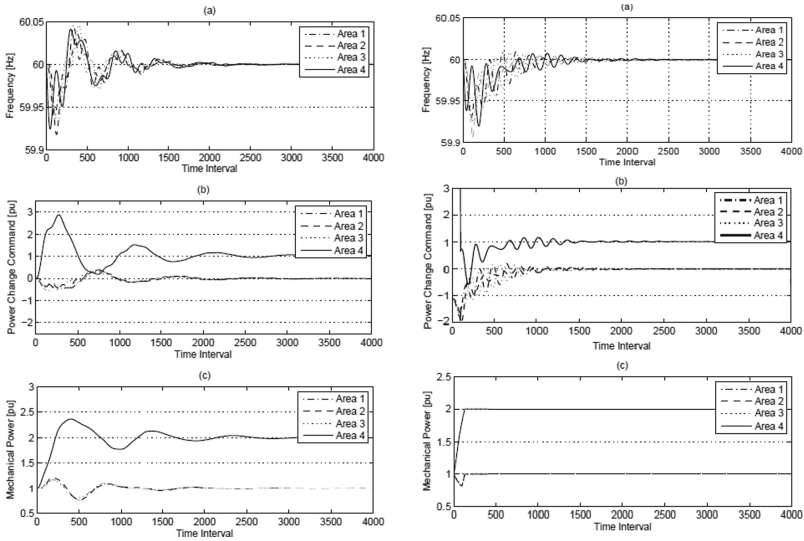 (a)
60.05
60
59.95
59.9
Frequency [Hz]
Area 1
Area 2
Area 3
Area 4
0 500 1000 1500 2000 2500 3000 3500 4000
Time Interval
(b)
3
2
1
0
−1
−2
Power Change Command [pu]
Area 1
Area 2
Area 3
Area 4
0 500 1000 1500 2000 2500 3000 3500 4000
Time Interval
(c)
3
2.5
2
1.5
1
0.5
Mechanical Power [pu]
Area 1
Area 2
Area 3
Area 4
0 500 1000 1500 2000 2500 3000 3500 4000
Time Interval
(a)
60.05
60
59.95
59.9
Frequency [Hz]
Area 1
Area 2
Area 3
Area 4
0 500 1000 1500 2000 2500 3000 3500 4000
Time Interval
(b)
3
2
1
0
−1
−2
Power Change Command [pu]
Area 1
Area 2
Area 3
Area 4
0 500 1000 1500 2000 2500 3000 3500 4000
Time Interval
(c)
2.5
2
1.5
1
0.5
Mechanical Power [pu]
Area 1
Area 2
Area 3
Area 4
0 500 1000 1500 2000 2500 3000 3500 4000
Time Interval